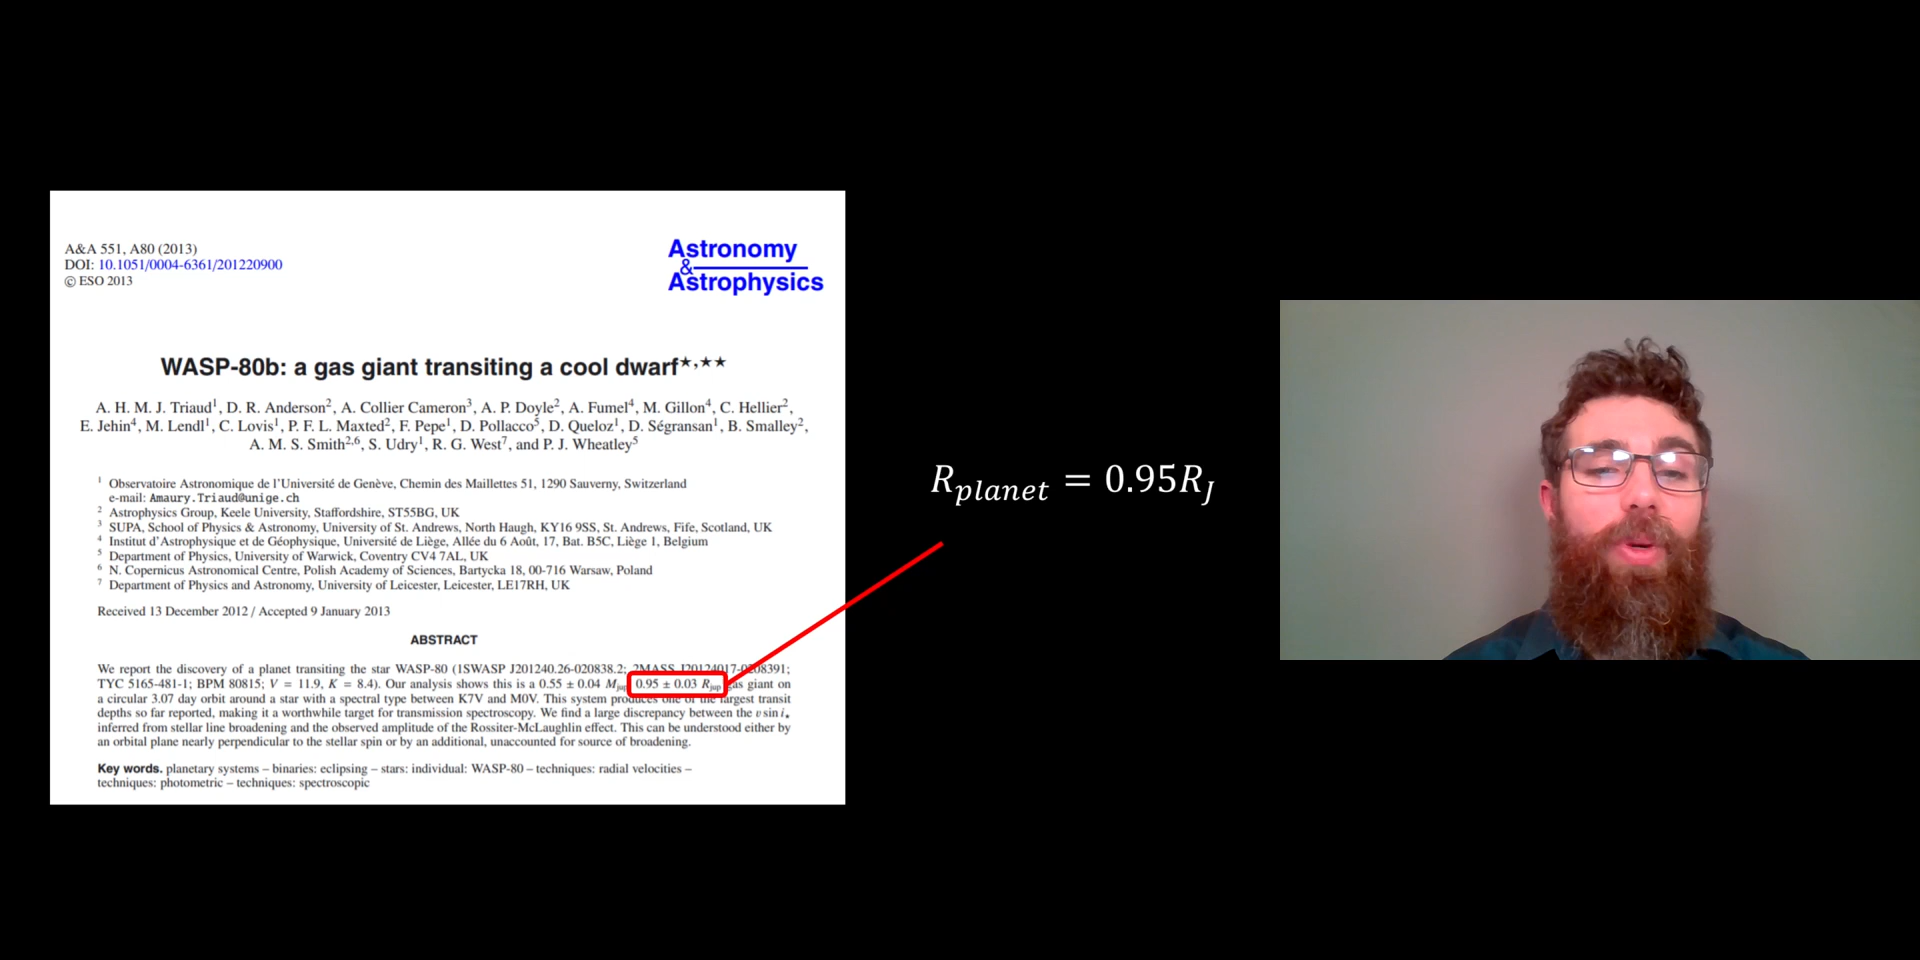 A&A 551, A80 (2013)
DOI: 10.1051/0004-6361/201220900
© ESO 2013
Astronomy
&
Astrophysics
WASP-80b: a gas giant transiting a cool dwarf★,★★
A. H. M. J. Triaud¹, D. R. Anderson², A. Collier Cameron³, A. P. Doyle², A. Fumel⁴, M. Gillon⁴, C. Hellier²,
E. Jehin⁴, M. Lendl¹, C. Lovis¹, P. F. L. Maxted², F. Pepe¹, D. Pollacco⁵, D. Queloz¹, D. Ségransan¹, B. Smalley²,
A. M. S. Smith²,⁶, S. Udry¹, R. G. West⁷, and P. J. Wheatley⁵
¹ Observatoire Astronomique de l'Université de Genève, Chemin des Maillettes 51, 1290 Sauverny, Switzerland
e-mail: Amaury.Triaud@unige.ch
² Astrophysics Group, Keele University, Staffordshire, ST55BG, UK
³ SUPA, School of Physics & Astronomy, University of St. Andrews, North Haugh, KY16 9SS, St. Andrews, Fife, Scotland, UK
⁴ Institut d'Astrophysique et de Géophysique, Université de Liège, Allée du 6 Août, 17, Bat. B5C, Liège 1, Belgium
⁵ Department of Physics, University of Warwick, Coventry CV4 7AL, UK
⁶ N. Copernicus Astronomical Centre, Polish Academy of Sciences, Bartycka 18, 00-716 Warsaw, Poland
⁷ Department of Physics and Astronomy, University of Leicester, Leicester, LE17RH, UK
Received 13 December 2012 / Accepted 9 January 2013
ABSTRACT
We report the discovery of a planet transiting the star WASP-80 (1SWASP J201240.26-020838.2; 2MASS J20124017-0208391;
TYC 5165-481-1; BPM 80815; V = 11.9, K = 8.4). Our analysis shows this is a 0.55 ± 0.04 Mjup 0.95 ± 0.03 Rjup gas giant on
a circular 3.07 day orbit around a star with a spectral type between K7V and M0V. This system produces one of the largest transit
depths so far reported, making it a worthwhile target for transmission spectroscopy. We find a large discrepancy between the v sin i★
inferred from stellar line broadening and the observed amplitude of the Rossiter-McLaughlin effect. This can be understood either by
an orbital plane nearly perpendicular to the stellar spin or by an additional, unaccounted for source of broadening.
Key words. planetary systems – binaries: eclipsing – stars: individual: WASP-80 – techniques: radial velocities –
techniques: photometric – techniques: spectroscopic
Rplanet = 0.95RJ